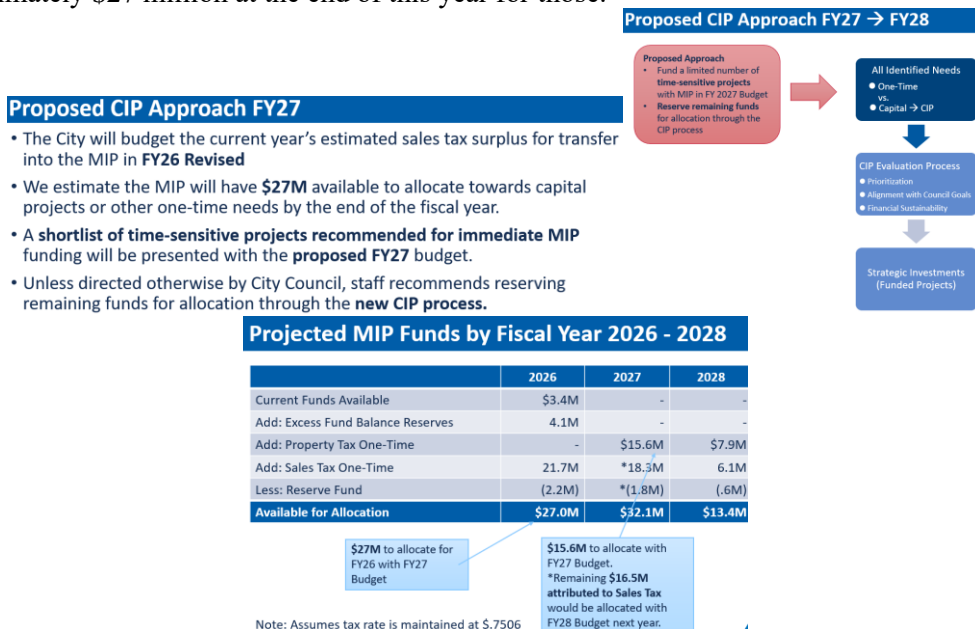 imately $27 million at the end of this year for those.
Proposed CIP Approach FY27 → FY28
Proposed Approach
• Fund a limited number of
time-sensitive projects
with MIP in FY 2027 Budget
• Reserve remaining funds
for allocation through the
CIP process
All Identified Needs
● One-Time
vs.
● Capital → CIP
CIP Evaluation Process
● Prioritization
● Alignment with Council Goals
● Financial Sustainability
Strategic Investments
(Funded Projects)
Proposed CIP Approach FY27
• The City will budget the current year's estimated sales tax surplus for transfer
into the MIP in FY26 Revised
• We estimate the MIP will have $27M available to allocate towards capital
projects or other one-time needs by the end of the fiscal year.
• A shortlist of time-sensitive projects recommended for immediate MIP
funding will be presented with the proposed FY27 budget.
• Unless directed otherwise by City Council, staff recommends reserving
remaining funds for allocation through the new CIP process.
Projected MIP Funds by Fiscal Year 2026 - 2028
2026 2027 2028
Current Funds Available $3.4M - -
Add: Excess Fund Balance Reserves 4.1M - -
Add: Property Tax One-Time - $15.6M $7.9M
Add: Sales Tax One-Time 21.7M *18.3M 6.1M
Less: Reserve Fund (2.2M) *(1.8M) (.6M)
Available for Allocation $27.0M $32.1M $13.4M
$27M to allocate for
FY26 with FY27
Budget
$15.6M to allocate with
FY27 Budget.
*Remaining $16.5M
attributed to Sales Tax
would be allocated with
FY28 Budget next year.
Note: Assumes tax rate is maintained at $.7506